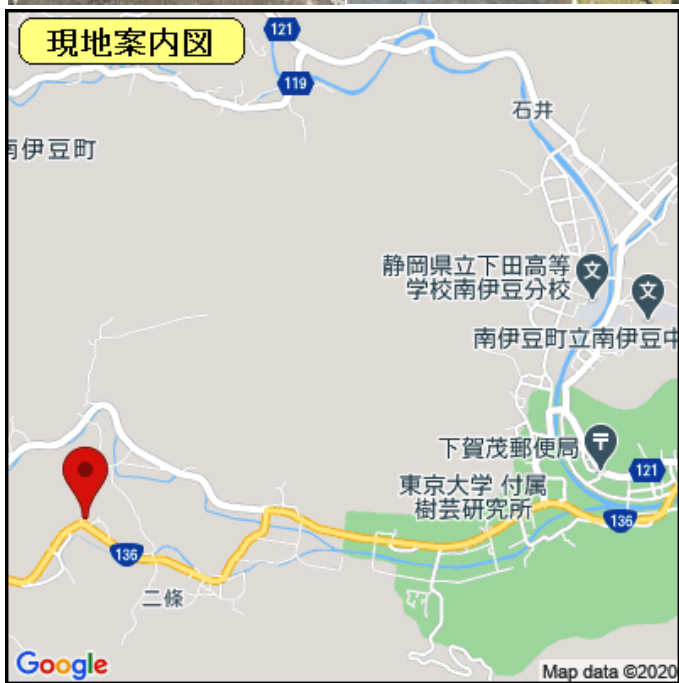 現地案内図
121
119
石井
南伊豆町
静岡県立下田高等
学校南伊豆分校
文
文
南伊豆町立南伊豆中
下賀茂郵便局
121
東京大学 付属
樹芸研究所
136
136
二條
Google
Map data ©2020